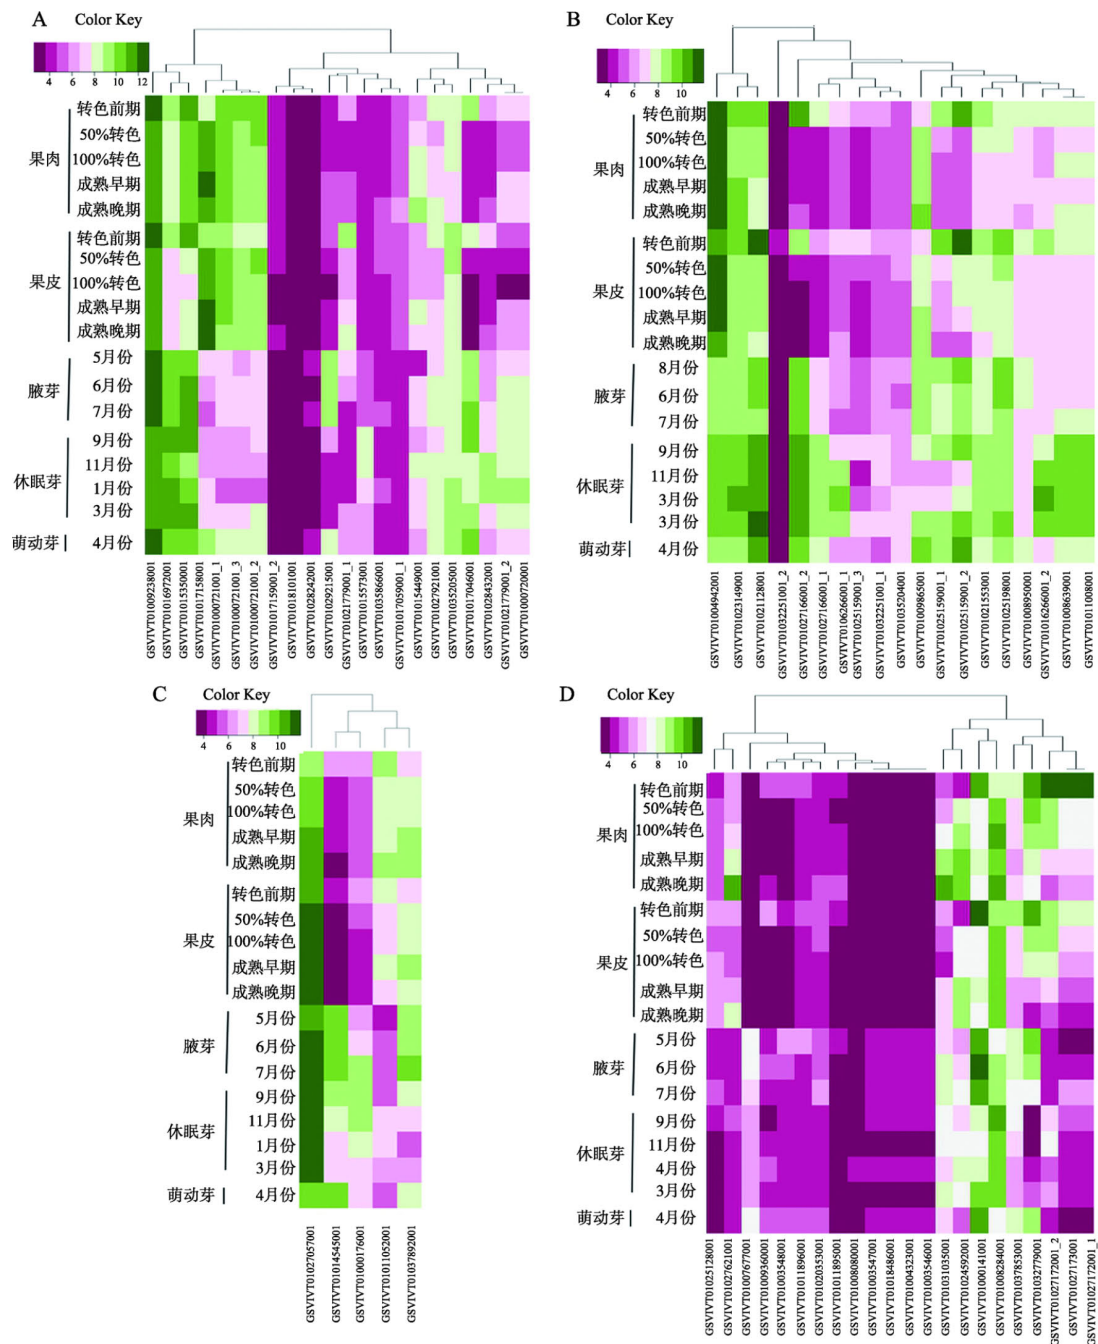 A Color Key
4 6 8 10 12
果肉
转色前期
50%转色
100%转色
成熟早期
成熟晚期
果皮
转色前期
50%转色
100%转色
成熟早期
成熟晚期
腋芽
5月份
6月份
7月份
休眠芽
9月份
11月份
1月份
3月份
萌动芽 4月份
GSVIVT0100938001
GSVIVT01016972001
GSVIVT01015350001
GSVIVT01017158001
GSVIVT01000721001_1
GSVIVT01000721001_3
GSVIVT01000721001_2
GSVIVT01017159001_2
GSVIVT01018101001
GSVIVT0102842001
GSVIVT0102915001
GSVIVT01021779001_1
GSVIVT01015573001
GSVIVT01035866001
GSVIVT01017059001_1
GSVIVT01015449001
GSVIVT01027921001
GSVIVT01035205001
GSVIVT01017046001
GSVIVT01028432001
GSVIVT01021779001_2
GSVIVT0100072001
B Color Key
4 6 8 10
果肉
转色前期
50%转色
100%转色
成熟早期
成熟晚期
果皮
转色前期
50%转色
100%转色
成熟早期
成熟晚期
腋芽
8月份
6月份
7月份
休眠芽
9月份
11月份
3月份
3月份
萌动芽 4月份
GSVIVT01004942001
GSVIVT01023149001
GSVIVT01021128001
GSVIVT01032251001_2
GSVIVT01027166001_2
GSVIVT01027166001_1
GSVIVT0106266001_1
GSVIVT01025159001_3
GSVIVT01032251001_1
GSVIVT01035204001
GSVIVT01009865001
GSVIVT01025159001_1
GSVIVT01025159001_2
GSVIVT01021553001
GSVIVT01025198001
GSVIVT01000895001
GSVIVT01016266001_2
GSVIVT01008639001
GSVIVT01011008001
C Color Key
4 6 8 10
果肉
转色前期
50%转色
100%转色
成熟早期
成熟晚期
果皮
转色前期
50%转色
100%转色
成熟早期
成熟晚期
腋芽
5月份
6月份
7月份
休眠芽
9月份
11月份
1月份
3月份
萌动芽 4月份
GSVIVT01027057001
GSVIVT01014545001
GSVIVT01000176001
GSVIVT01011052001
GSVIVT01037892001
D Color Key
4 6 8 10
果肉
转色前期
50%转色
100%转色
成熟早期
成熟晚期
果皮
转色前期
50%转色
100%转色
成熟早期
成熟晚期
腋芽
5月份
6月份
7月份
休眠芽
9月份
11月份
4月份
3月份
萌动芽 4月份
GSVIVT01025128001
GSVIVT01027621001
GSVIVT01007677001
GSVIVT01009360001
GSVIVT01003548001
GSVIVT01011896001
GSVIVT01020353001
GSVIVT01011895001
GSVIVT01008080001
GSVIVT01003547001
GSVIVT01018486001
GSVIVT01000432001
GSVIVT01003546001
GSVIVT01031035001
GSVIVT01024592001
GSVIVT01000141001
GSVIVT01008284001
GSVIVT01037853001
GSVIVT01032779001
GSVIVT01027172001_2
GSVIVT01027173001
GSVIVT01027172001_1